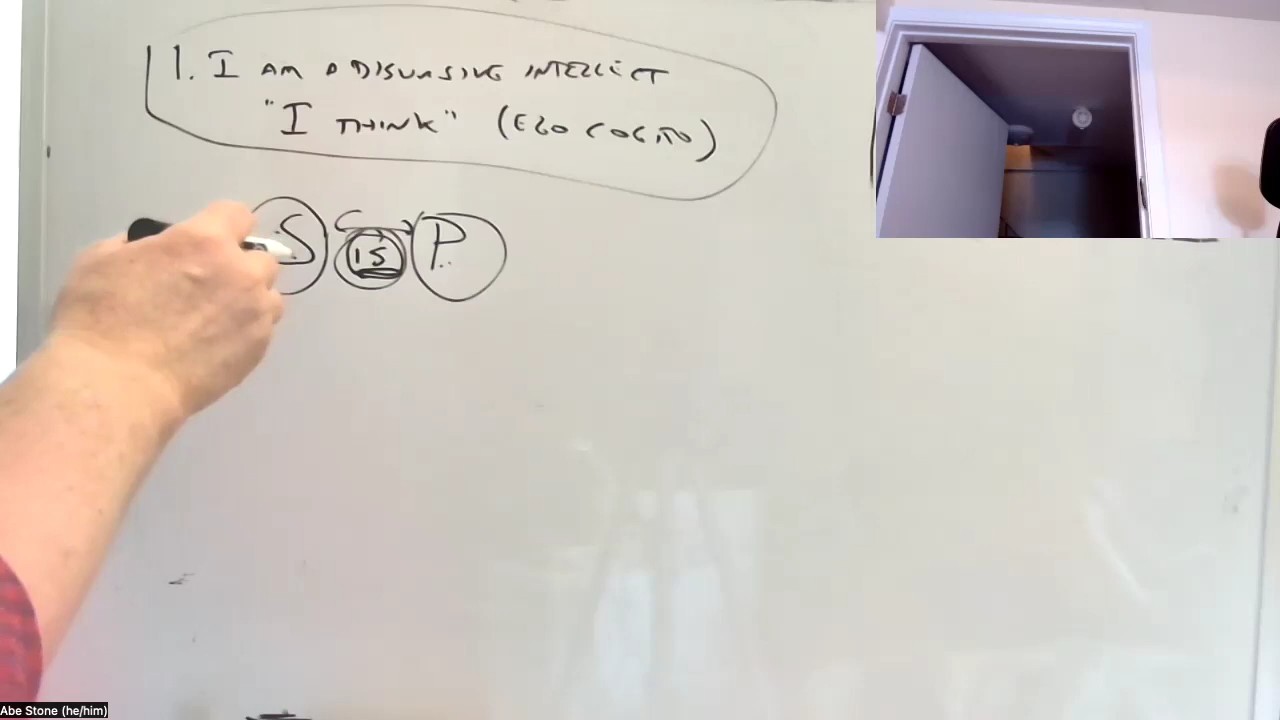 1. I AM A DISCURSIVE INTELLECT
"I THINK" (EGO COGITO)
S IS P
Abe Stone (he/him)